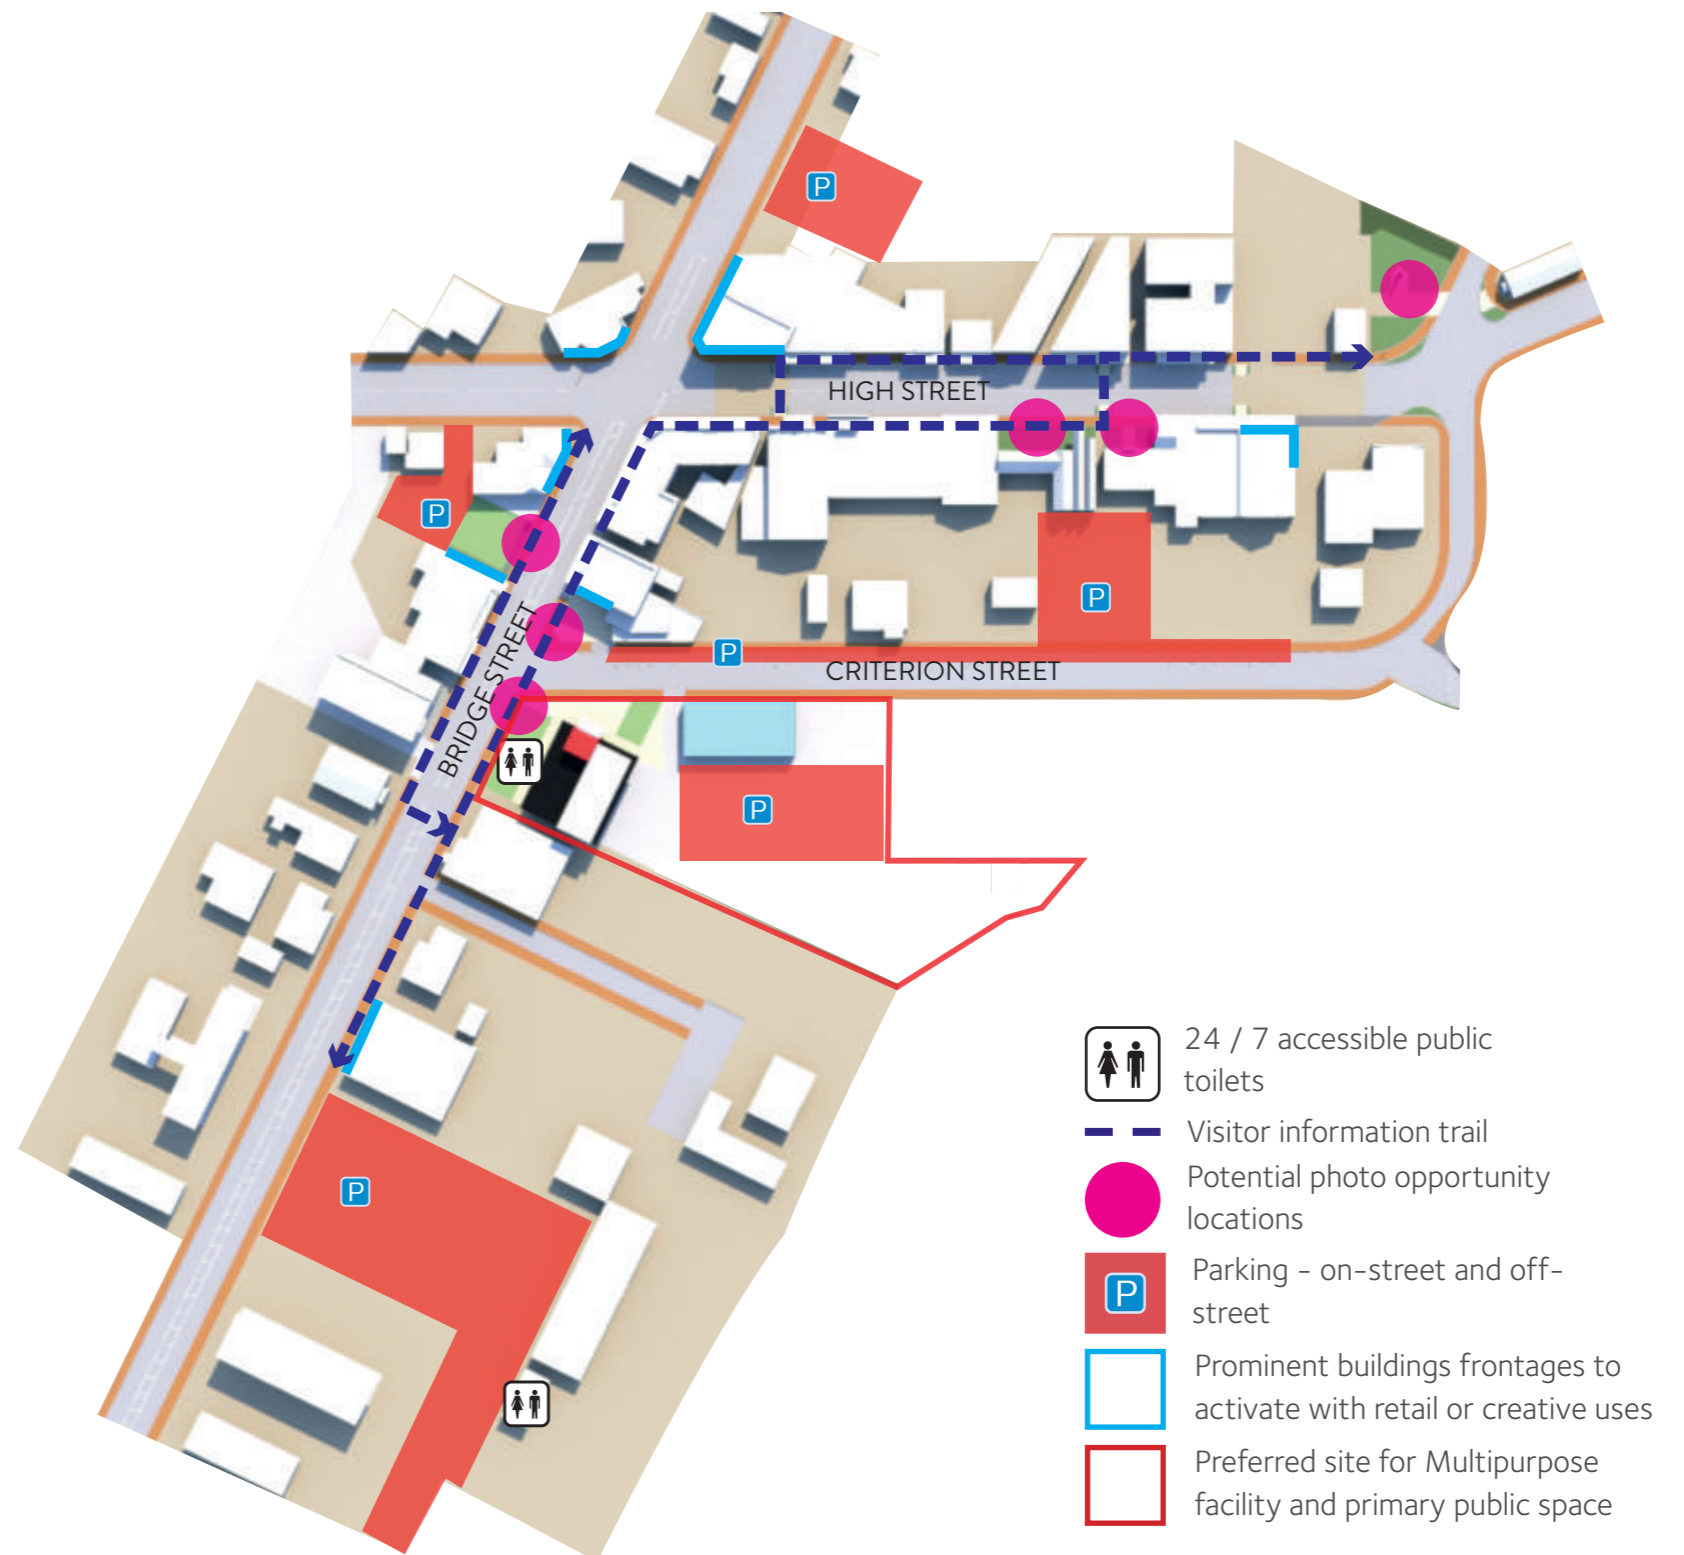 P
HIGH STREET
P
P
P
CRITERION STREET
BRIDGE STREET
P
P
24 / 7 accessible public
toilets
Visitor information trail
Potential photo opportunity
locations
P
Parking - on-street and off-
street
Prominent buildings frontages to
activate with retail or creative uses
Preferred site for Multipurpose
facility and primary public space